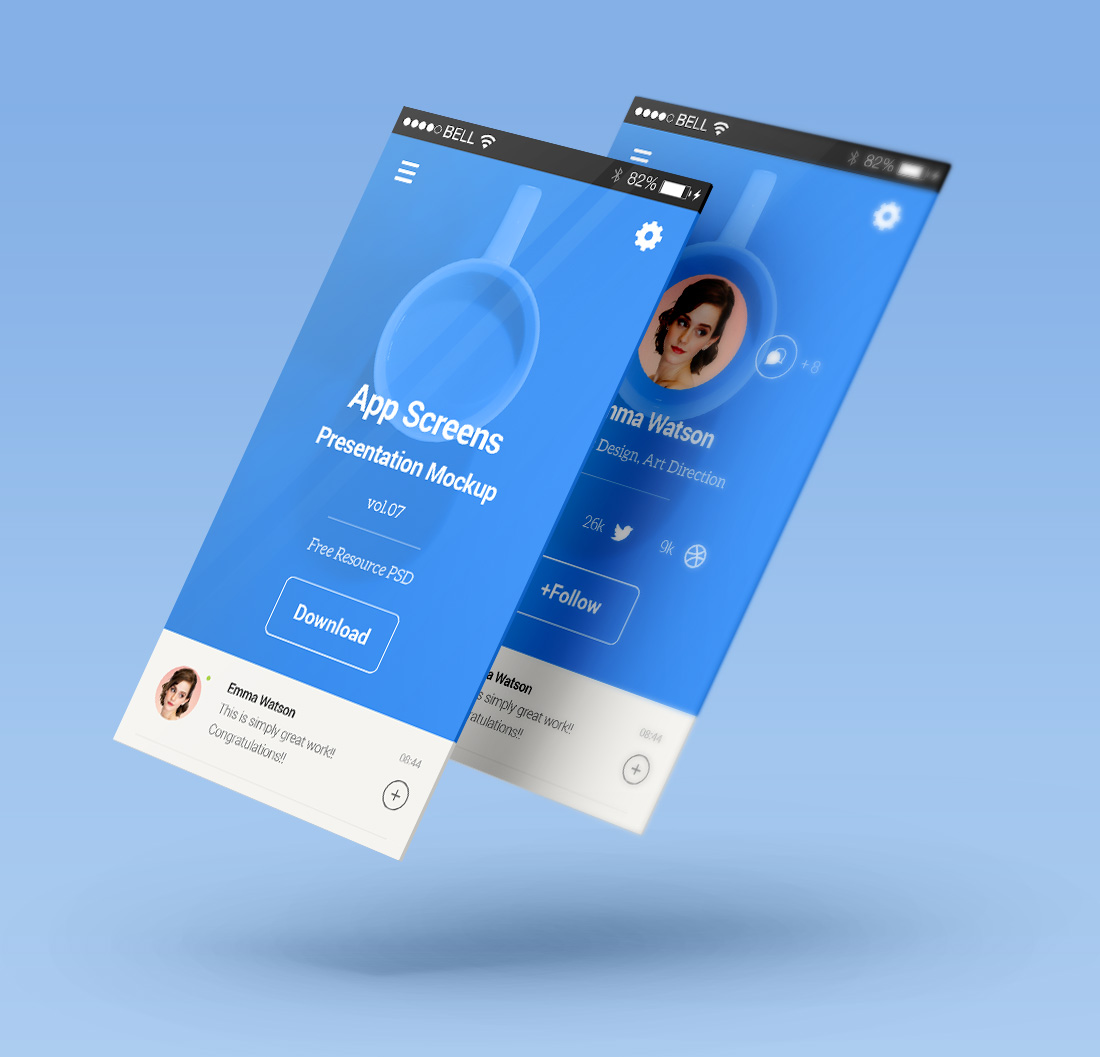 BELL
82%
App Screens
Presentation Mockup
vol.07
Free Resource PSD
Download
Emma Watson
This is simply great work!!
Congratulations!!
08:44
BELL
82%
+8
mma Watson
Design, Art Direction
26k
9k
+Follow
a Watson
s simply great work!!
ratulations!!
08:44